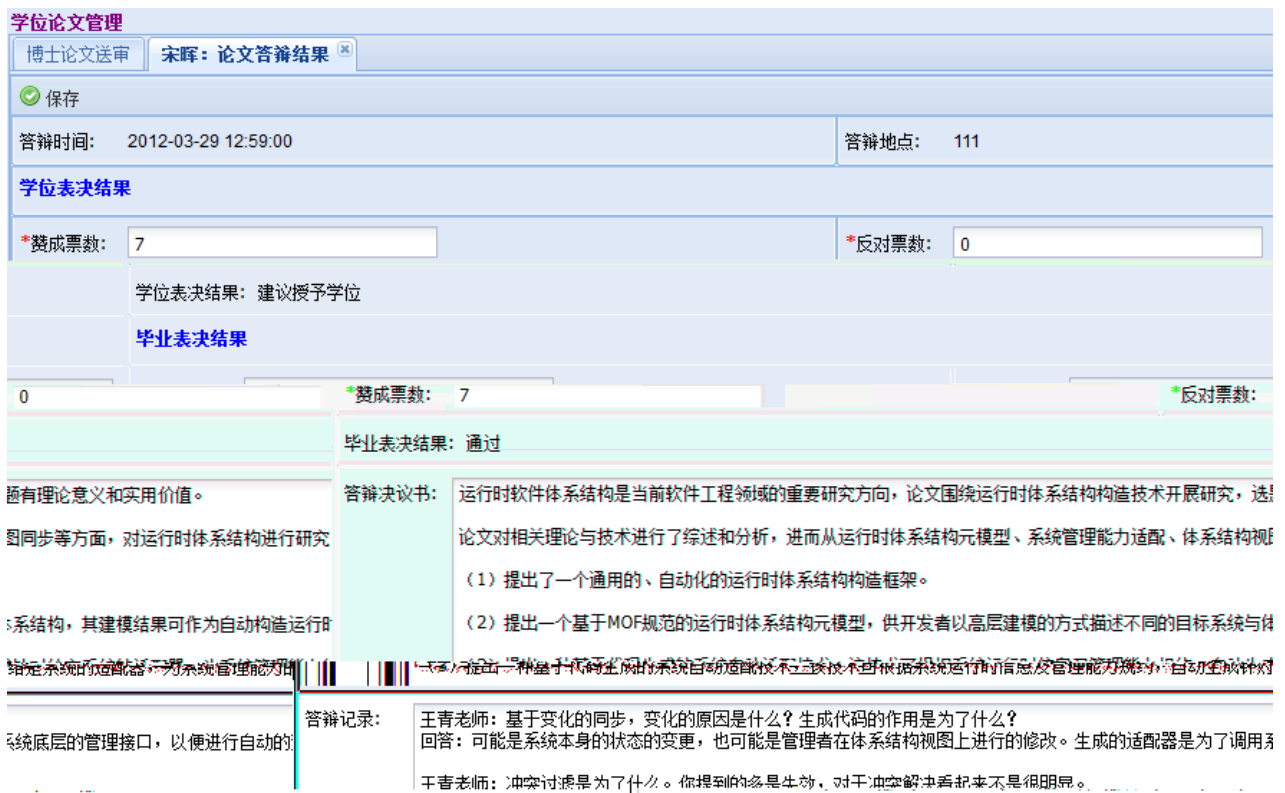 学位论文管理
博士论文送审 宋晖：论文答辩结果
保存
答辩时间： 2012-03-29 12:59:00 答辩地点： 111
学位表决结果
*赞成票数： 7 *反对票数： 0
学位表决结果：建议授予学位
毕业表决结果
0 *赞成票数： 7 *反对票数：
毕业表决结果：通过
题有理论意义和实用价值。 答辩决议书： 运行时软件体系结构是当前软件工程领域的重要研究方向，论文围绕运行时体系结构构造技术开展研究，选题
图同步等方面，对运行时体系结构进行研究 论文对相关理论与技术进行了综述和分析，进而从运行时体系结构元模型、系统管理能力适配、体系结构视图
（1）提出了一个通用的、自动化的运行时体系结构构造框架。
体系结构，其建模结果可作为自动构造运行时 （2）提出一个基于MOF规范的运行时体系结构元模型，供开发者以高层建模的方式描述不同的目标系统与体
答辩记录： 王青老师：基于变化的同步，变化的原因是什么？生成代码的作用是为了什么？
系统底层的管理接口，以便进行自动的 回答：可能是系统本身的状态的变更，也可能是管理者在体系结构视图上进行的修改。生成的适配器是为了调用系
王青老师：冲突过滤是为了什么。你提到的多是失效，对于冲突解决看起来不是很明显。